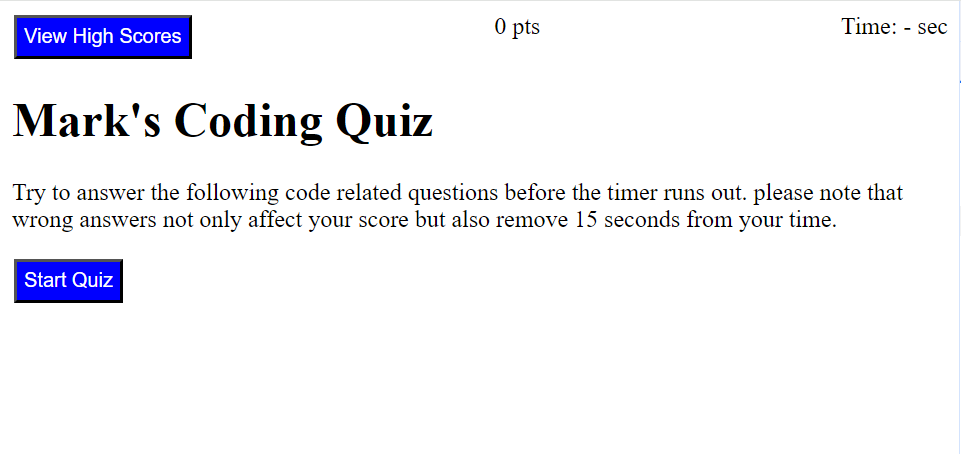 View High Scores
0 pts
Time: - sec
Mark's Coding Quiz
Try to answer the following code related questions before the timer runs out. please note that
wrong answers not only affect your score but also remove 15 seconds from your time.
Start Quiz